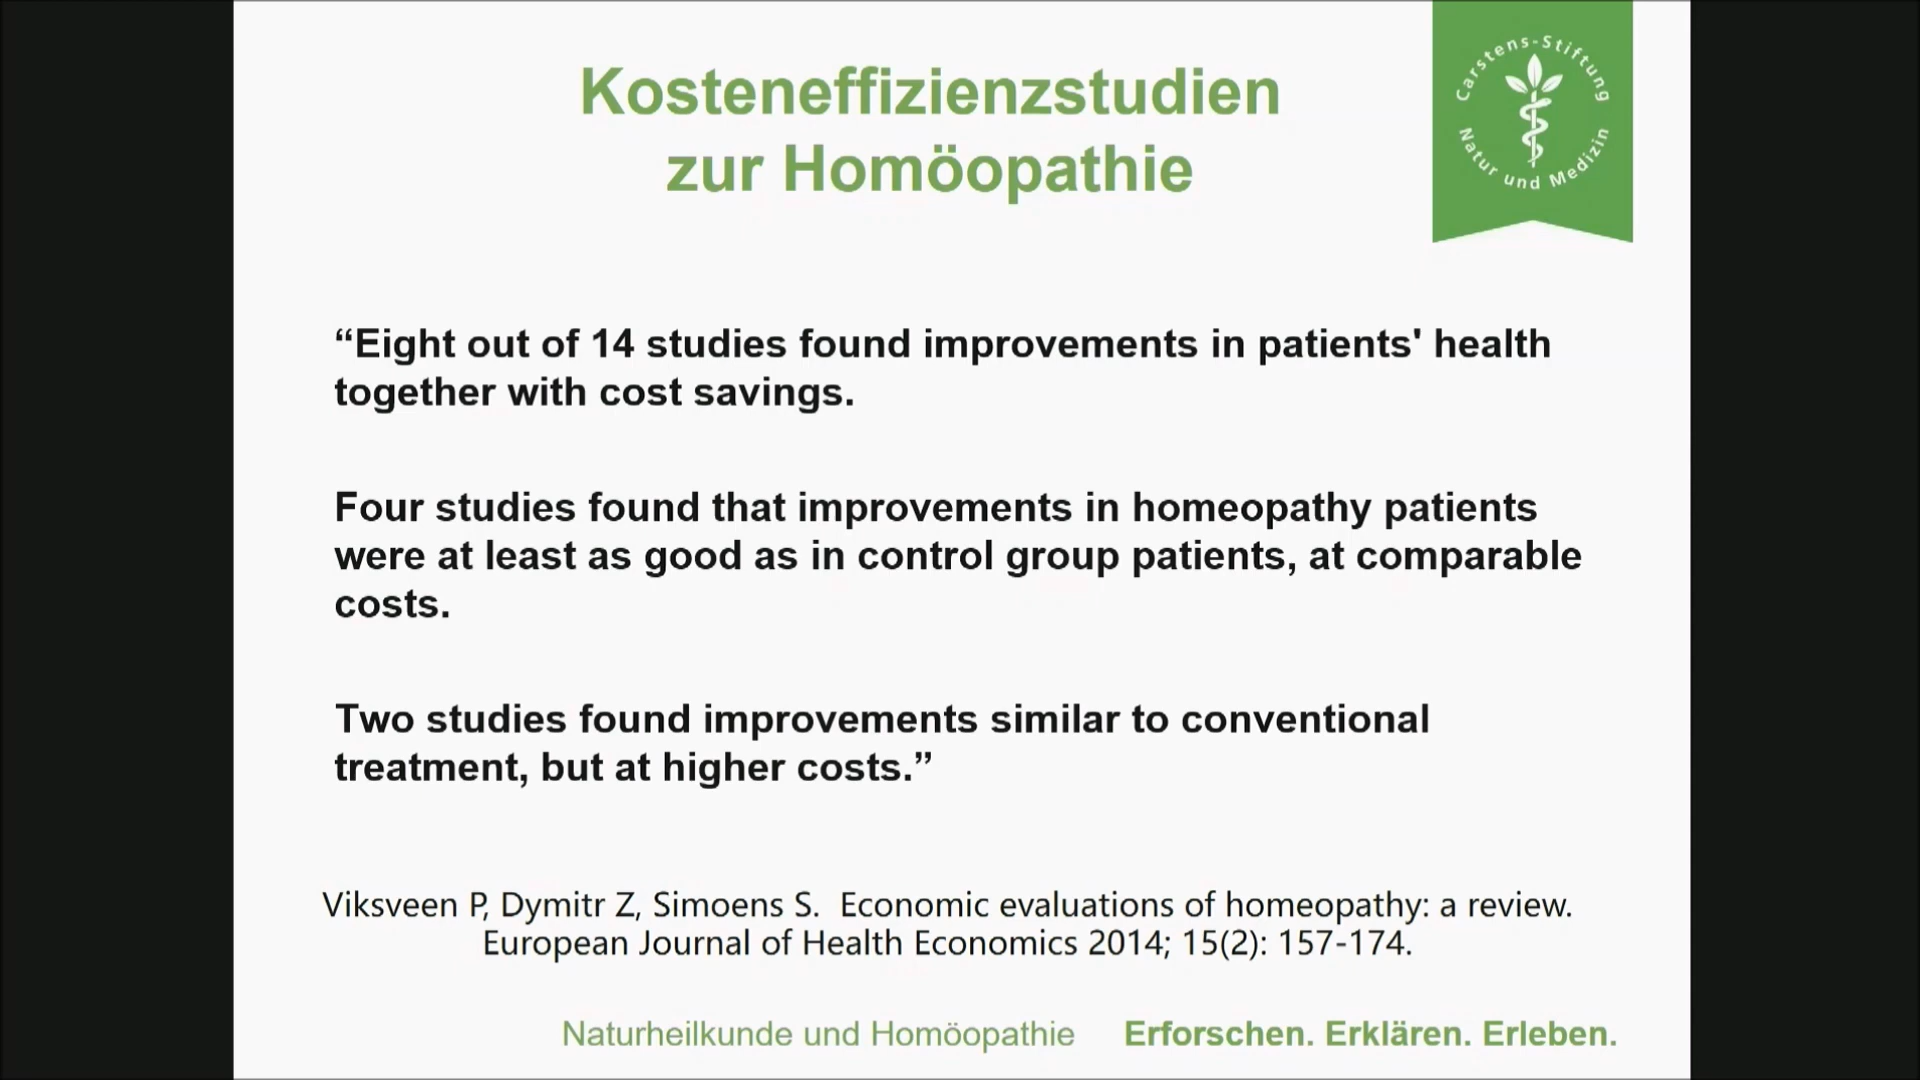 Kosteneffizienzstudien
zur Homöopathie
Carstens-Stiftung
Natur und Medizin
“Eight out of 14 studies found improvements in patients' health
together with cost savings.
Four studies found that improvements in homeopathy patients
were at least as good as in control group patients, at comparable
costs.
Two studies found improvements similar to conventional
treatment, but at higher costs.”
Viksveen P, Dymitr Z, Simoens S.  Economic evaluations of homeopathy: a review.
European Journal of Health Economics 2014; 15(2): 157-174.
Naturheilkunde und Homöopathie Erforschen. Erklären. Erleben.